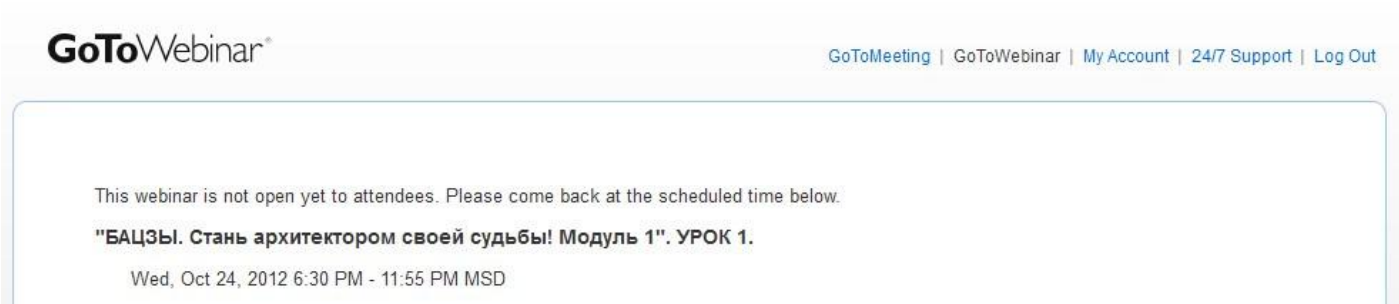 GoToWebinar
GoToMeeting | GoToWebinar | My Account | 24/7 Support | Log Out
This webinar is not open yet to attendees. Please come back at the scheduled time below.
"БАЦЗЫ. Стань архитектором своей судьбы! Модуль 1". УРОК 1.
Wed, Oct 24, 2012 6:30 PM - 11:55 PM MSD